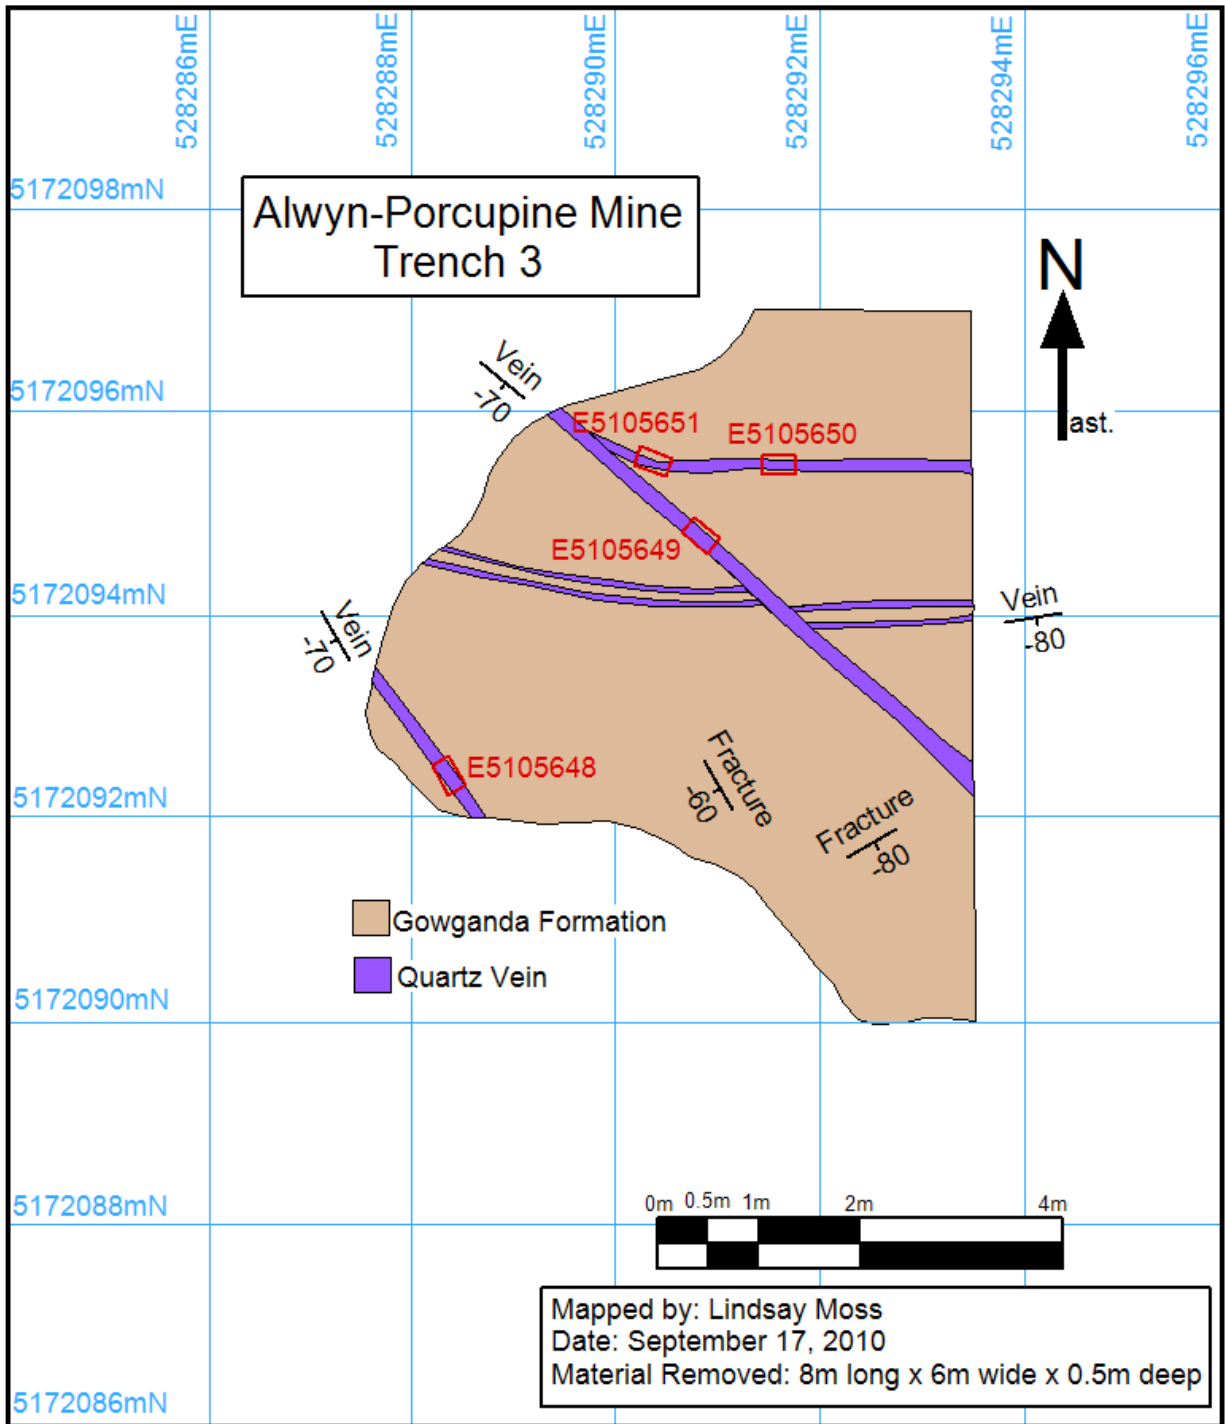 528286mE
528288mE
528290mE
528292mE
528294mE
528296mE
5172098mN
Alwyn-Porcupine Mine
Trench 3
N
ast.
5172096mN
Vein
-70
E5105651
E5105650
E5105649
5172094mN
Vein
-80
Vein
-70
E5105648
Fracture
-60
Fracture
-80
5172092mN
Gowganda Formation
Quartz Vein
5172090mN
5172088mN
0m 0.5m 1m 2m 4m
Mapped by: Lindsay Moss
Date: September 17, 2010
Material Removed: 8m long x 6m wide x 0.5m deep
5172086mN